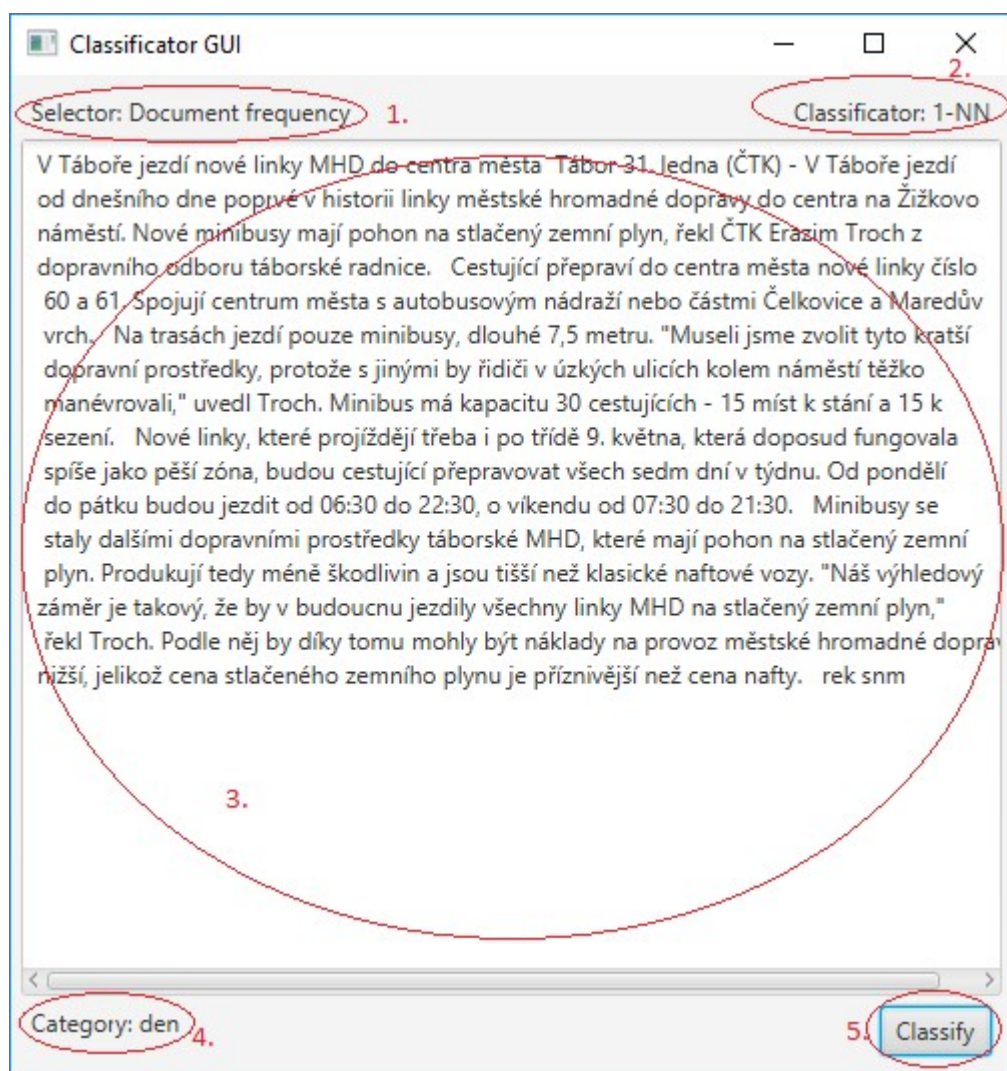 Classificator GUI
2.
Selector: Document frequency 1. Classificator: 1-NN
V Táboře jezdí nové linky MHD do centra města  Tábor 31. ledna (ČTK) - V Táboře jezdí
od dnešního dne poprvé v historii linky městské hromadné dopravy do centra na Žižkovo
náměstí. Nové minibusy mají pohon na stlačený zemní plyn, řekl ČTK Erazim Troch z
dopravního odboru táborské radnice.   Cestující přepraví do centra města nové linky číslo
60 a 61. Spojují centrum města s autobusovým nádraží nebo částmi Čelkovice a Maredův
vrch.   Na trasách jezdí pouze minibusy, dlouhé 7,5 metru. "Museli jsme zvolit tyto kratší
dopravní prostředky, protože s jinými by řidiči v úzkých ulicích kolem náměstí těžko
manévrovali," uvedl Troch. Minibus má kapacitu 30 cestujících - 15 míst k stání a 15 k
sezení.   Nové linky, které projíždějí třeba i po třídě 9. května, která doposud fungovala
spíše jako pěší zóna, budou cestující přepravovat všech sedm dní v týdnu. Od pondělí
do pátku budou jezdit od 06:30 do 22:30, o víkendu od 07:30 do 21:30.   Minibusy se
staly dalšími dopravními prostředky táborské MHD, které mají pohon na stlačený zemní
plyn. Produkují tedy méně škodlivin a jsou tišší než klasické naftové vozy. "Náš výhledový
záměr je takový, že by v budoucnu jezdily všechny linky MHD na stlačený zemní plyn,"
řekl Troch. Podle něj by díky tomu mohly být náklady na provoz městské hromadné doprav
nižší, jelikož cena stlačeného zemního plynu je příznivější než cena nafty.   rek snm
3.
Category: den 4. 5. Classify